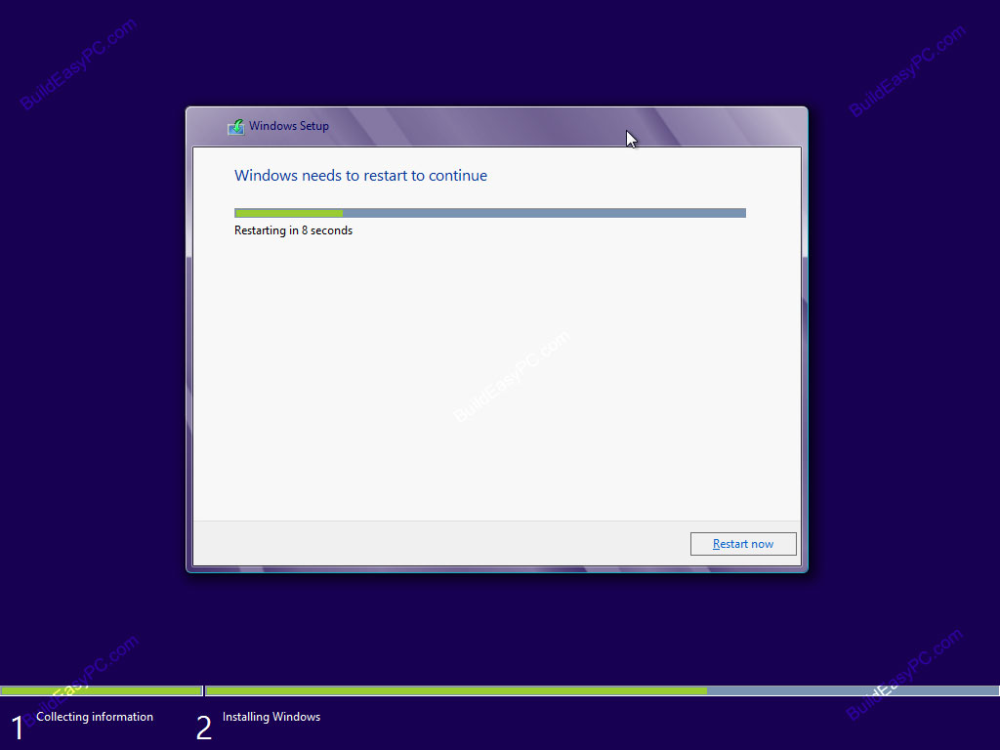 BuildEasyPC.com
BuildEasyPC.com
Windows Setup
Windows needs to restart to continue
Restarting in 8 seconds
BuildEasyPC.com
Restart now
BuildEasyPC.com
BuildEasyPC.com
1 Collecting information
2 Installing Windows